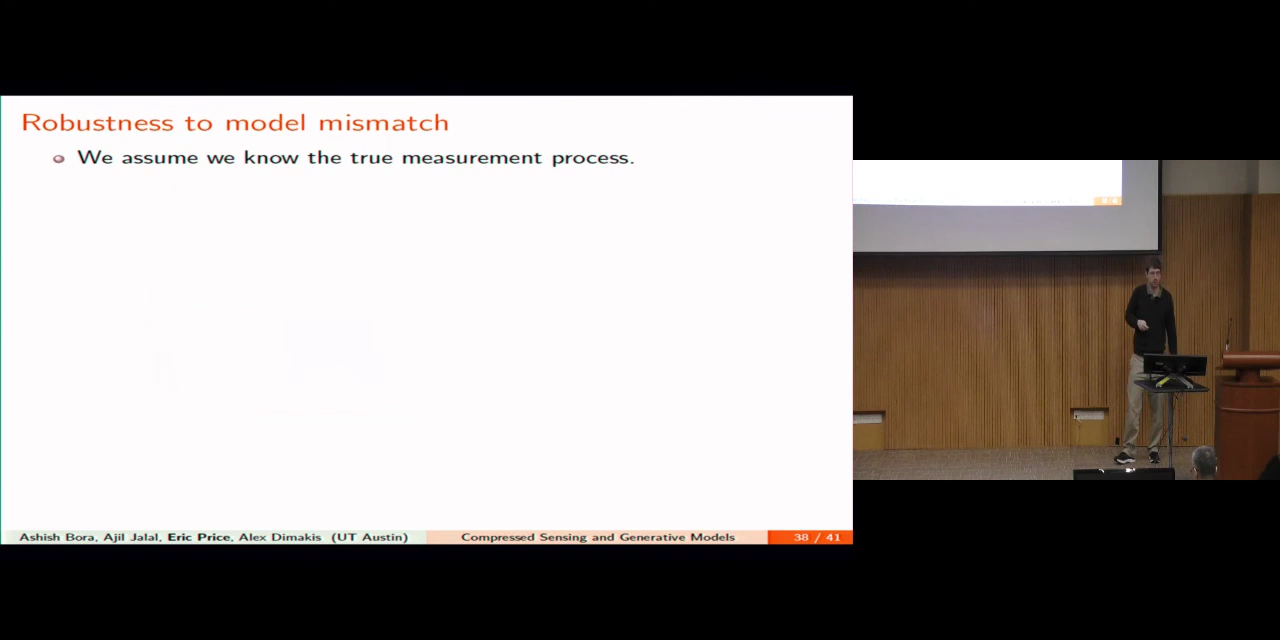 Robustness to model mismatch
We assume we know the true measurement process.
Ashish Bora, Ajil Jalal, Eric Price, Alex Dimakis (UT Austin)
Compressed Sensing and Generative Models
38 / 41